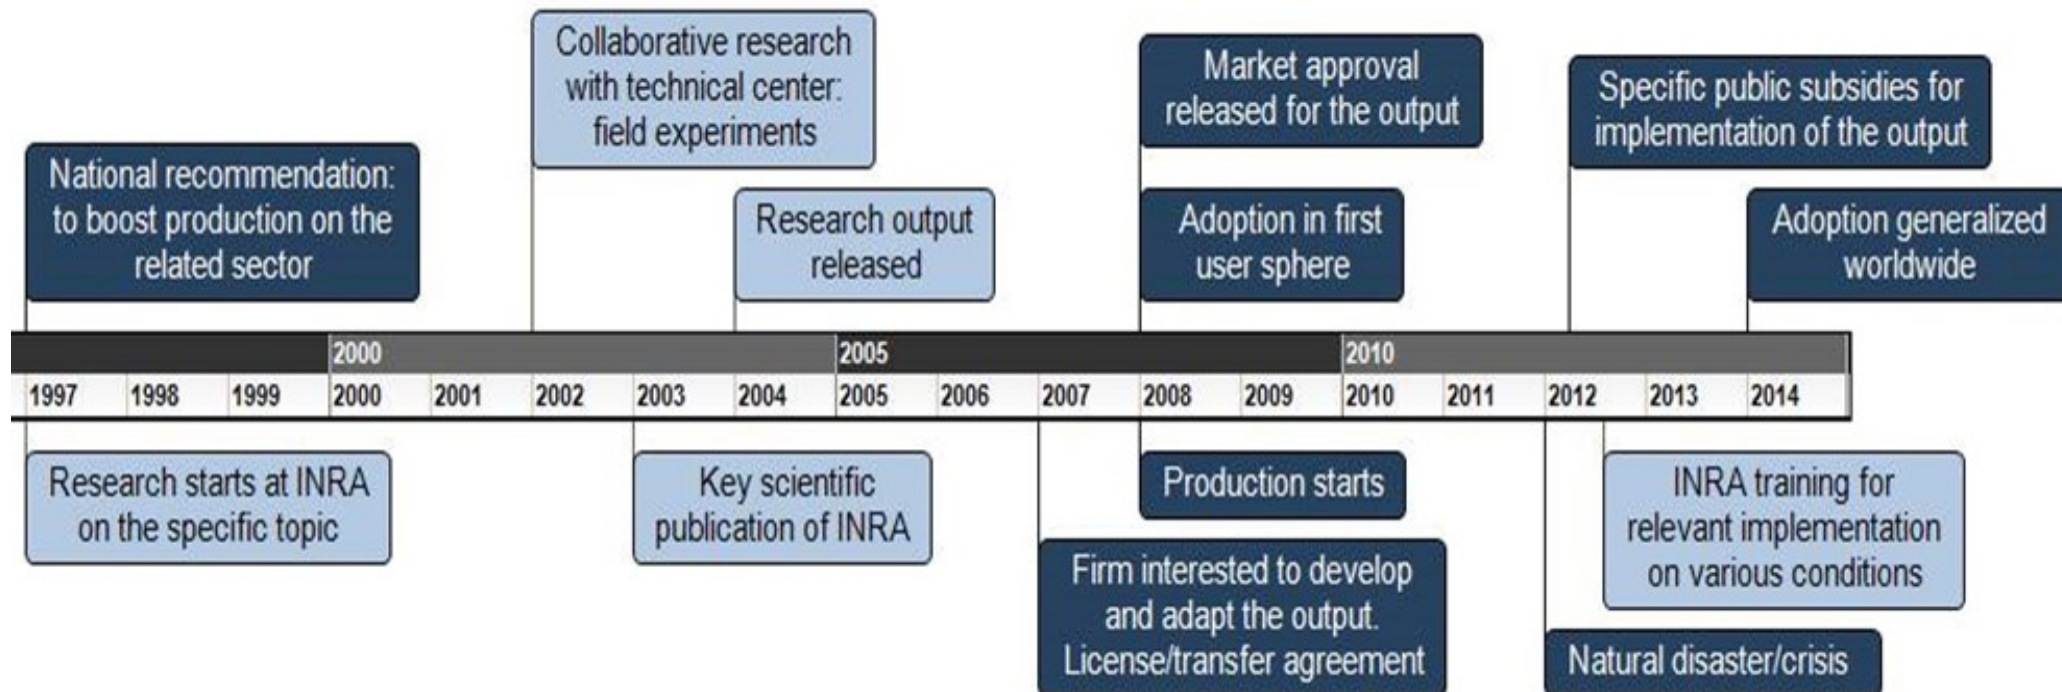 Collaborative research
with technical center:
field experiments
Market approval
released for the output
Specific public subsidies for
implementation of the output
National recommendation:
to boost production on the
related sector
Research output
released
Adoption in first
user sphere
Adoption generalized
worldwide
2000 2005 2010
1997 1998 1999 2000 2001 2002 2003 2004 2005 2006 2007 2008 2009 2010 2011 2012 2013 2014
Research starts at INRA
on the specific topic
Key scientific
publication of INRA
Production starts
Firm interested to develop
and adapt the output.
License/transfer agreement
INRA training for
relevant implementation
on various conditions
Natural disaster/crisis